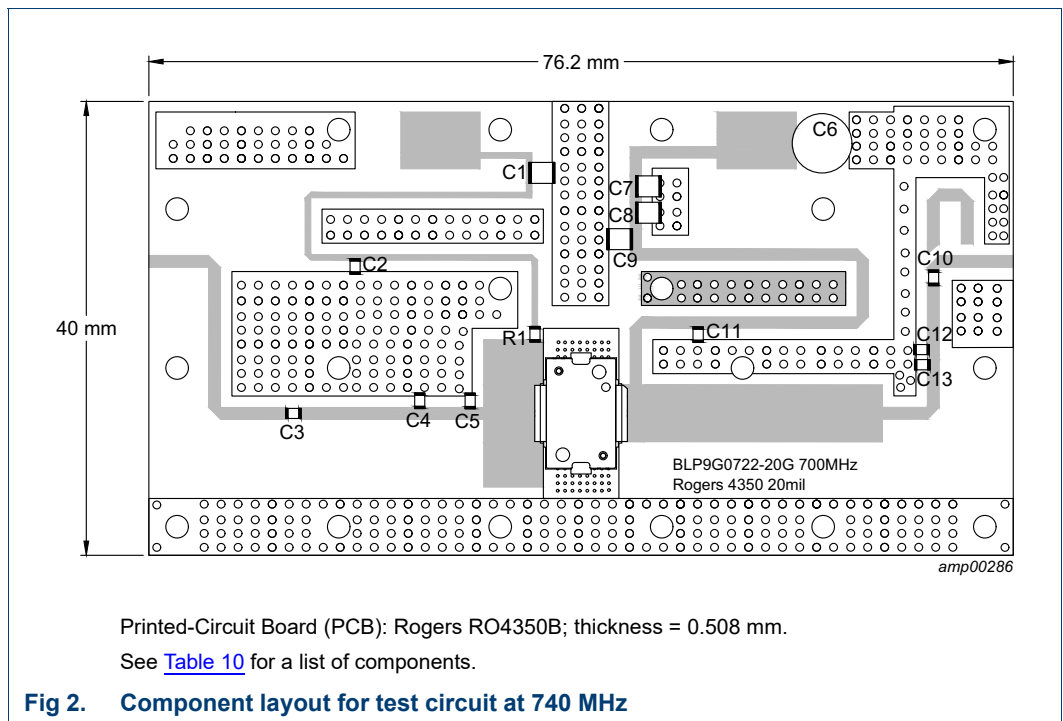 76.2 mm
C6
C1
C7
C8
C9
C10
C2
40 mm
R1
C11
C12
C13
C4
C5
C3
BLP9G0722-20G 700MHz
Rogers 4350 20mil
amp00286
Printed-Circuit Board (PCB): Rogers RO4350B; thickness = 0.508 mm.
See Table 10 for a list of components.
Fig 2. Component layout for test circuit at 740 MHz